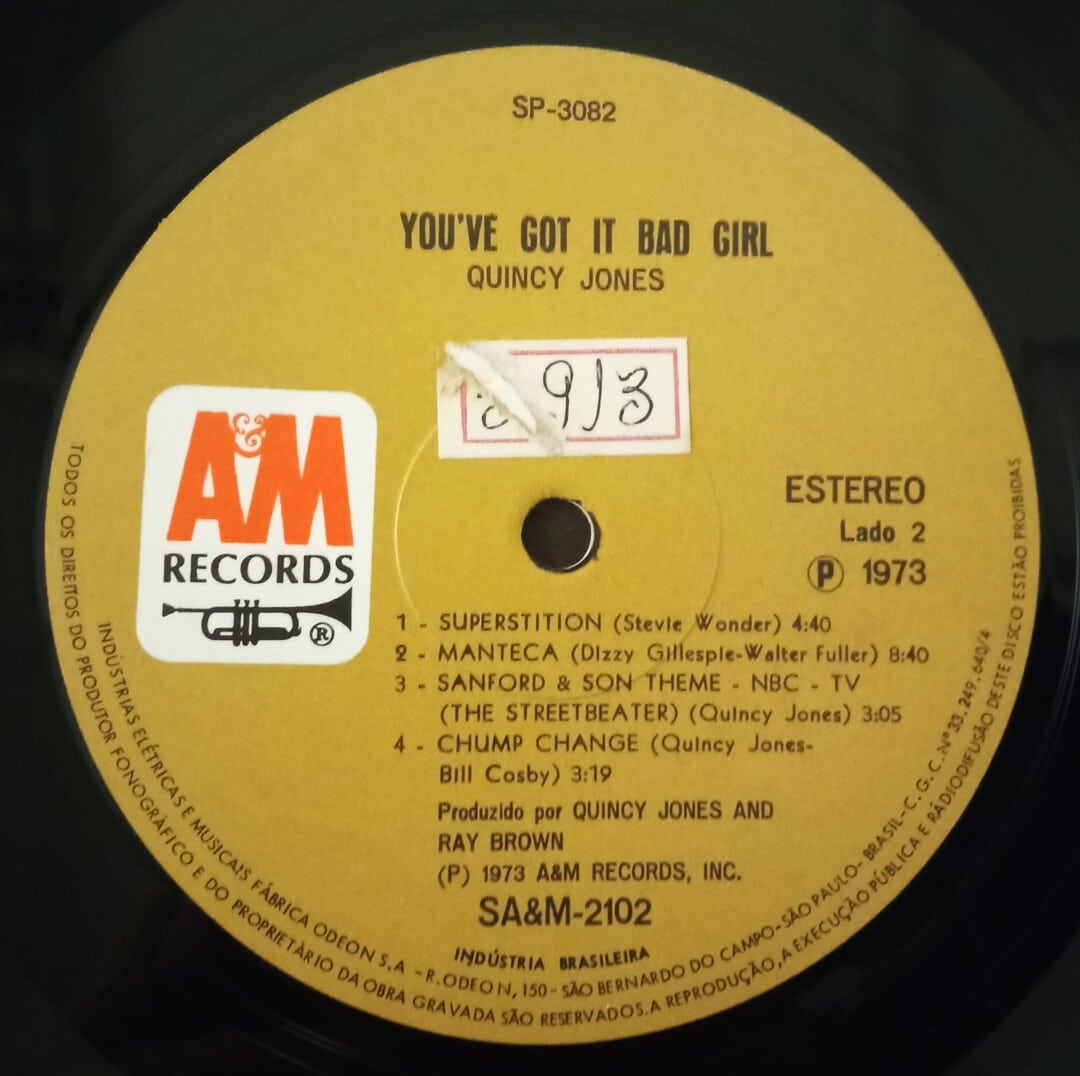 SP-3082
YOU'VE GOT IT BAD GIRL
QUINCY JONES
913
A&M
RECORDS
®
ESTEREO
Lado 2
Ⓟ 1973
1 - SUPERSTITION (Stevie Wonder) 4:40
2 - MANTECA (Dizzy Gillespie-Walter Fuller) 8:40
3 - SANFORD & SON THEME - NBC - TV
(THE STREETBEATER) (Quincy Jones) 3:05
4 - CHUMP CHANGE (Quincy Jones-
Bill Cosby) 3:19
Produzido por QUINCY JONES AND
RAY BROWN
(P) 1973 A&M RECORDS, INC.
SA&M-2102
INDÚSTRIA BRASILEIRA
INDÚSTRIAS ELÉTRICAS E MUSICAIS FÁBRICA ODEON S.A - R. ODEON, 150 - SÃO BERNARDO DO CAMPO - SÃO PAULO - BRASIL - C. G. C. Nº 33.249.640/4
TODOS OS DIREITOS DO PRODUTOR FONOGRÁFICO E DO PROPRIETÁRIO DA OBRA GRAVADA SÃO RESERVADOS. A REPRODUÇÃO, A EXECUÇÃO PÚBLICA E RÁDIODIFUSÃO DESTE DISCO ESTÃO PROIBIDAS